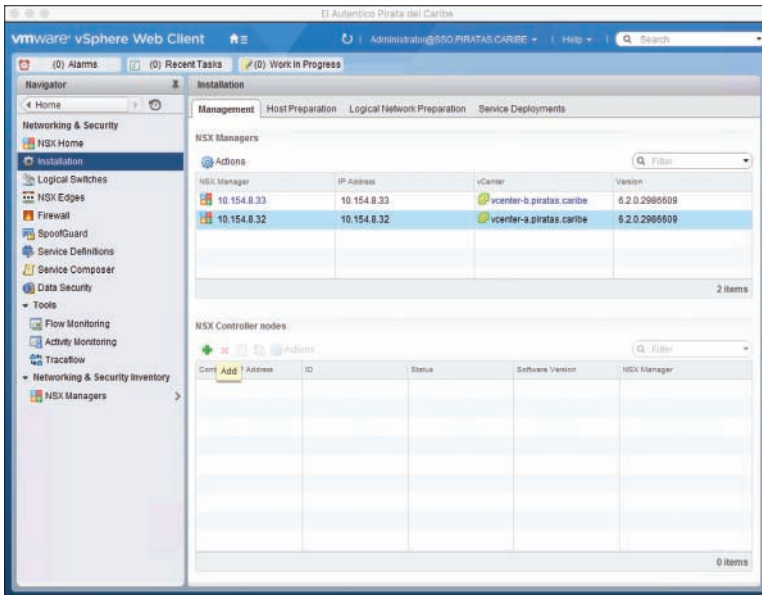 El Autentico Pirata del Caribe
vmware® vSphere Web Client
Administrator@SSO.PIRATAS.CARIBE
Help
Search
(0) Alarms
(0) Recent Tasks
(0) Work In Progress
Navigator
Home
Networking & Security
NSX Home
Installation
Logical Switches
NSX Edges
Firewall
SpoofGuard
Service Definitions
Service Composer
Data Security
Tools
Flow Monitoring
Activity Monitoring
Traceflow
Networking & Security Inventory
NSX Managers
Installation
Management Host Preparation Logical Network Preparation Service Deployments
NSX Managers
Actions
Filter
NSX Manager IP Address vCenter Version
10.154.8.33 10.154.8.33 vcenter-b.piratas.caribe 6.2.0.2986609
10.154.8.32 10.154.8.32 vcenter-a.piratas.caribe 6.2.0.2986609
2 items
NSX Controller nodes
Actions
Filter
Address ID Status Software Version NSX Manager
Add
0 items